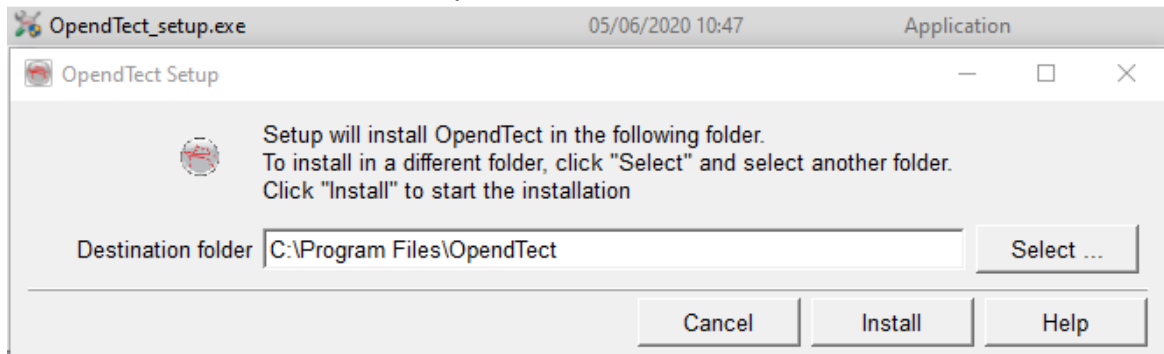 OpendTect_setup.exe 05/06/2020 10:47 Application
OpendTect Setup
Setup will install OpendTect in the following folder.
To install in a different folder, click "Select" and select another folder.
Click "Install" to start the installation
Destination folder C:\Program Files\OpendTect Select ...
Cancel Install Help